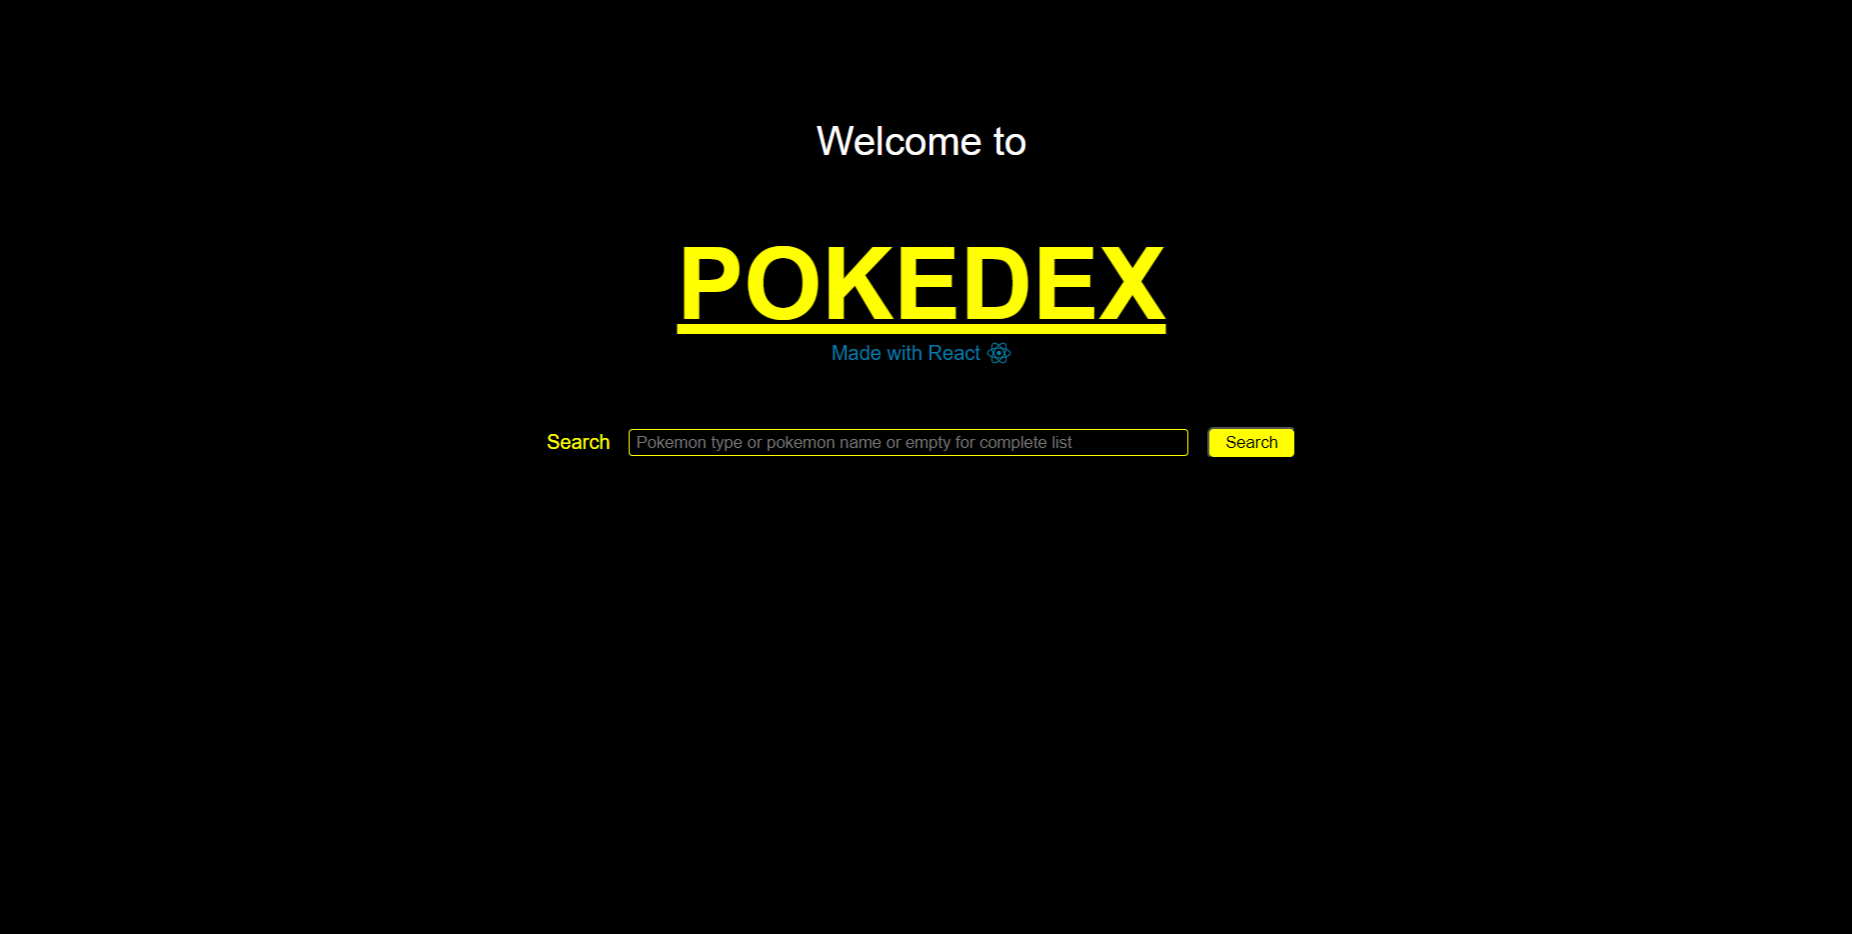 Welcome to
POKEDEX
Made with React
Search Pokemon type or pokemon name or empty for complete list Search